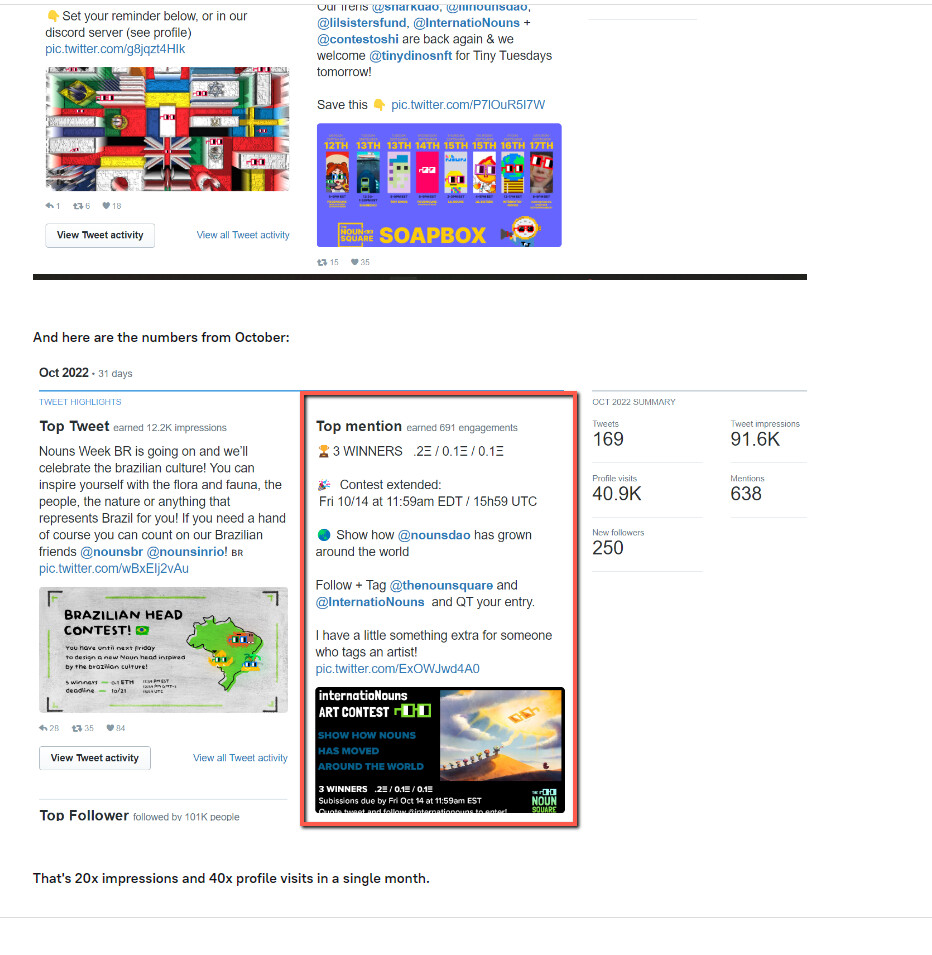 👇 Set your reminder below, or in our
discord server (see profile)
pic.twitter.com/g8jqzt4HIk
1 6 18
View Tweet activity
View all Tweet activity
Our frens @sharkdao, @lilnounsdao,
@lilsistersfund, @InternatioNouns +
@contestoshi are back again & we
welcome @tinydinosnft for Tiny Tuesdays
tomorrow!
Save this 👇 pic.twitter.com/P7lOuR5I7W
12TH 13TH 13TH 14TH 15TH 15TH 16TH 17TH
NOUN SQUARE
SOAPBOX
15 35
And here are the numbers from October:
Oct 2022 • 31 days
TWEET HIGHLIGHTS
Top Tweet earned 12.2K impressions
Nouns Week BR is going on and we'll
celebrate the brazilian culture! You can
inspire yourself with the flora and fauna, the
people, the nature or anything that
represents Brazil for you! If you need a hand
of course you can count on our Brazilian
friends @nounsbr @nounsinrio! BR
pic.twitter.com/wBxEIj2vAu
BRAZILIAN HEAD
CONTEST!
You have until next friday
to design a new Noun head inspired
by the brazilian culture!
5 winners — 0.1 ETH
deadline — 10/21
28 35 84
View Tweet activity
View all Tweet activity
Top Follower followed by 101K people
Top mention earned 691 engagements
🏆 3 WINNERS .2Ξ / 0.1Ξ / 0.1Ξ
🎉 Contest extended:
Fri 10/14 at 11:59am EDT / 15h59 UTC
🌎 Show how @nounsdao has grown
around the world
Follow + Tag @thenounsquare and
@InternatioNouns and QT your entry.
I have a little something extra for someone
who tags an artist!
pic.twitter.com/ExOWJwd4A0
internatioNouns
ART CONTEST
SHOW HOW NOUNS
HAS MOVED
AROUND THE WORLD
3 WINNERS .2Ξ / 0.1Ξ / 0.1Ξ
Subissions due by Fri Oct 14 at 11:59am EST
Quote tweet and follow @internationouns to enter!
THE NOUN
SQUARE
OCT 2022 SUMMARY
Tweets
169
Tweet impressions
91.6K
Profile visits
40.9K
Mentions
638
New followers
250
That's 20x impressions and 40x profile visits in a single month.